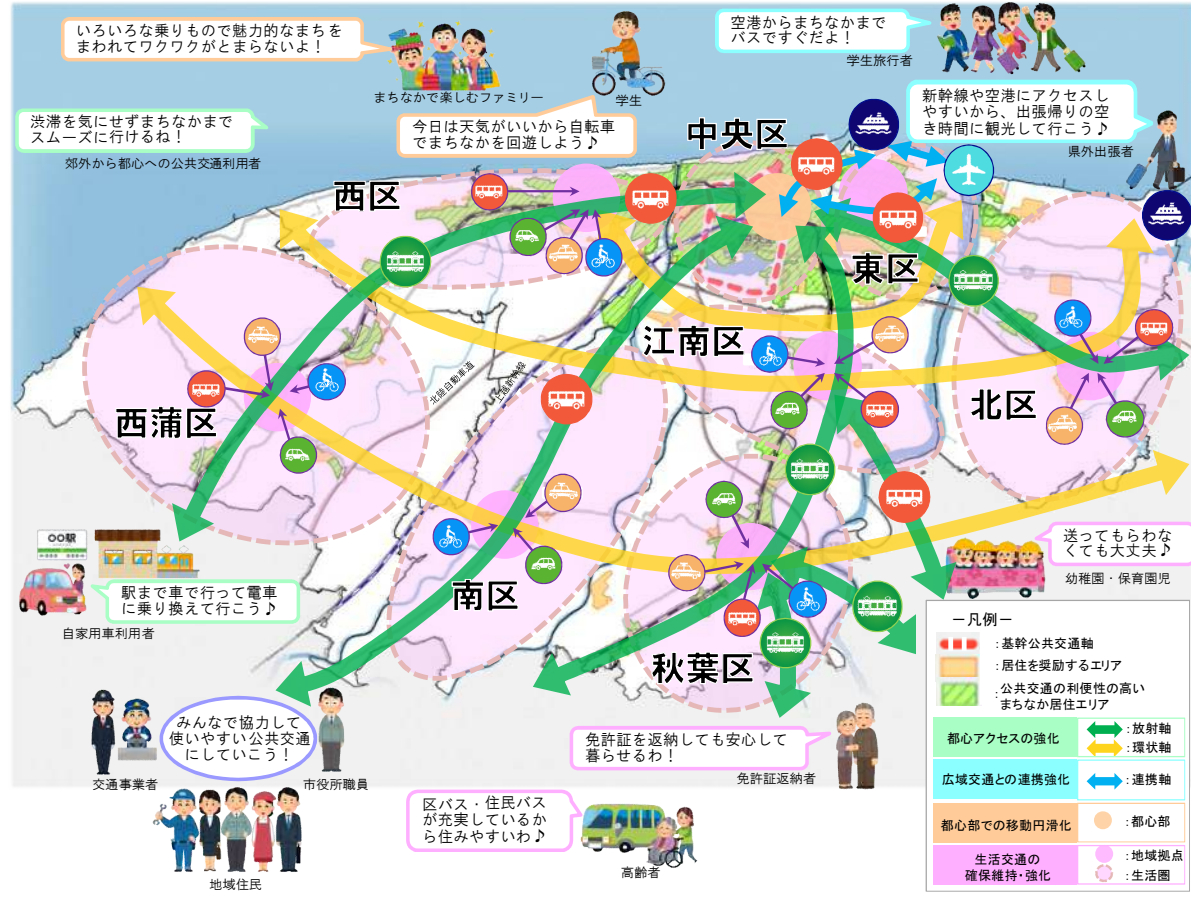 いろいろな乗りもので魅力的なまちを
まわれてワクワクがとまらないよ！
まちなかで楽しむファミリー
学生
空港からまちなかまで
バスですぐだよ！
学生旅行者
渋滞を気にせずまちなかまで
スムーズに行けるね！
郊外から都心への公共交通利用者
今日は天気がいいから自転車
でまちなかを回遊しよう♪
新幹線や空港にアクセスし
やすいから、出張帰りの空
き時間に観光して行こう♪
県外出張者
中央区
西区
東区
江南区
北区
西蒲区
南区
秋葉区
北陸自動車道
上越新幹線
〇〇駅
駅まで車で行って電車
に乗り換えて行こう♪
自家用車利用者
送ってもらわな
くても大丈夫♪
幼稚園・保育園児
みんなで協力して
使いやすい公共交通
にしていこう！
交通事業者
市役所職員
地域住民
免許証を返納しても安心して
暮らせるわ！
免許証返納者
区バス・住民バス
が充実しているか
ら住みやすいわ♪
高齢者
－凡例－
：基幹公共交通軸
：居住を奨励するエリア
：公共交通の利便性の高い
まちなか居住エリア
都心アクセスの強化
：放射軸
：環状軸
広域交通との連携強化
：連携軸
都心部での移動円滑化
：都心部
生活交通の
確保維持・強化
：地域拠点
：生活圏